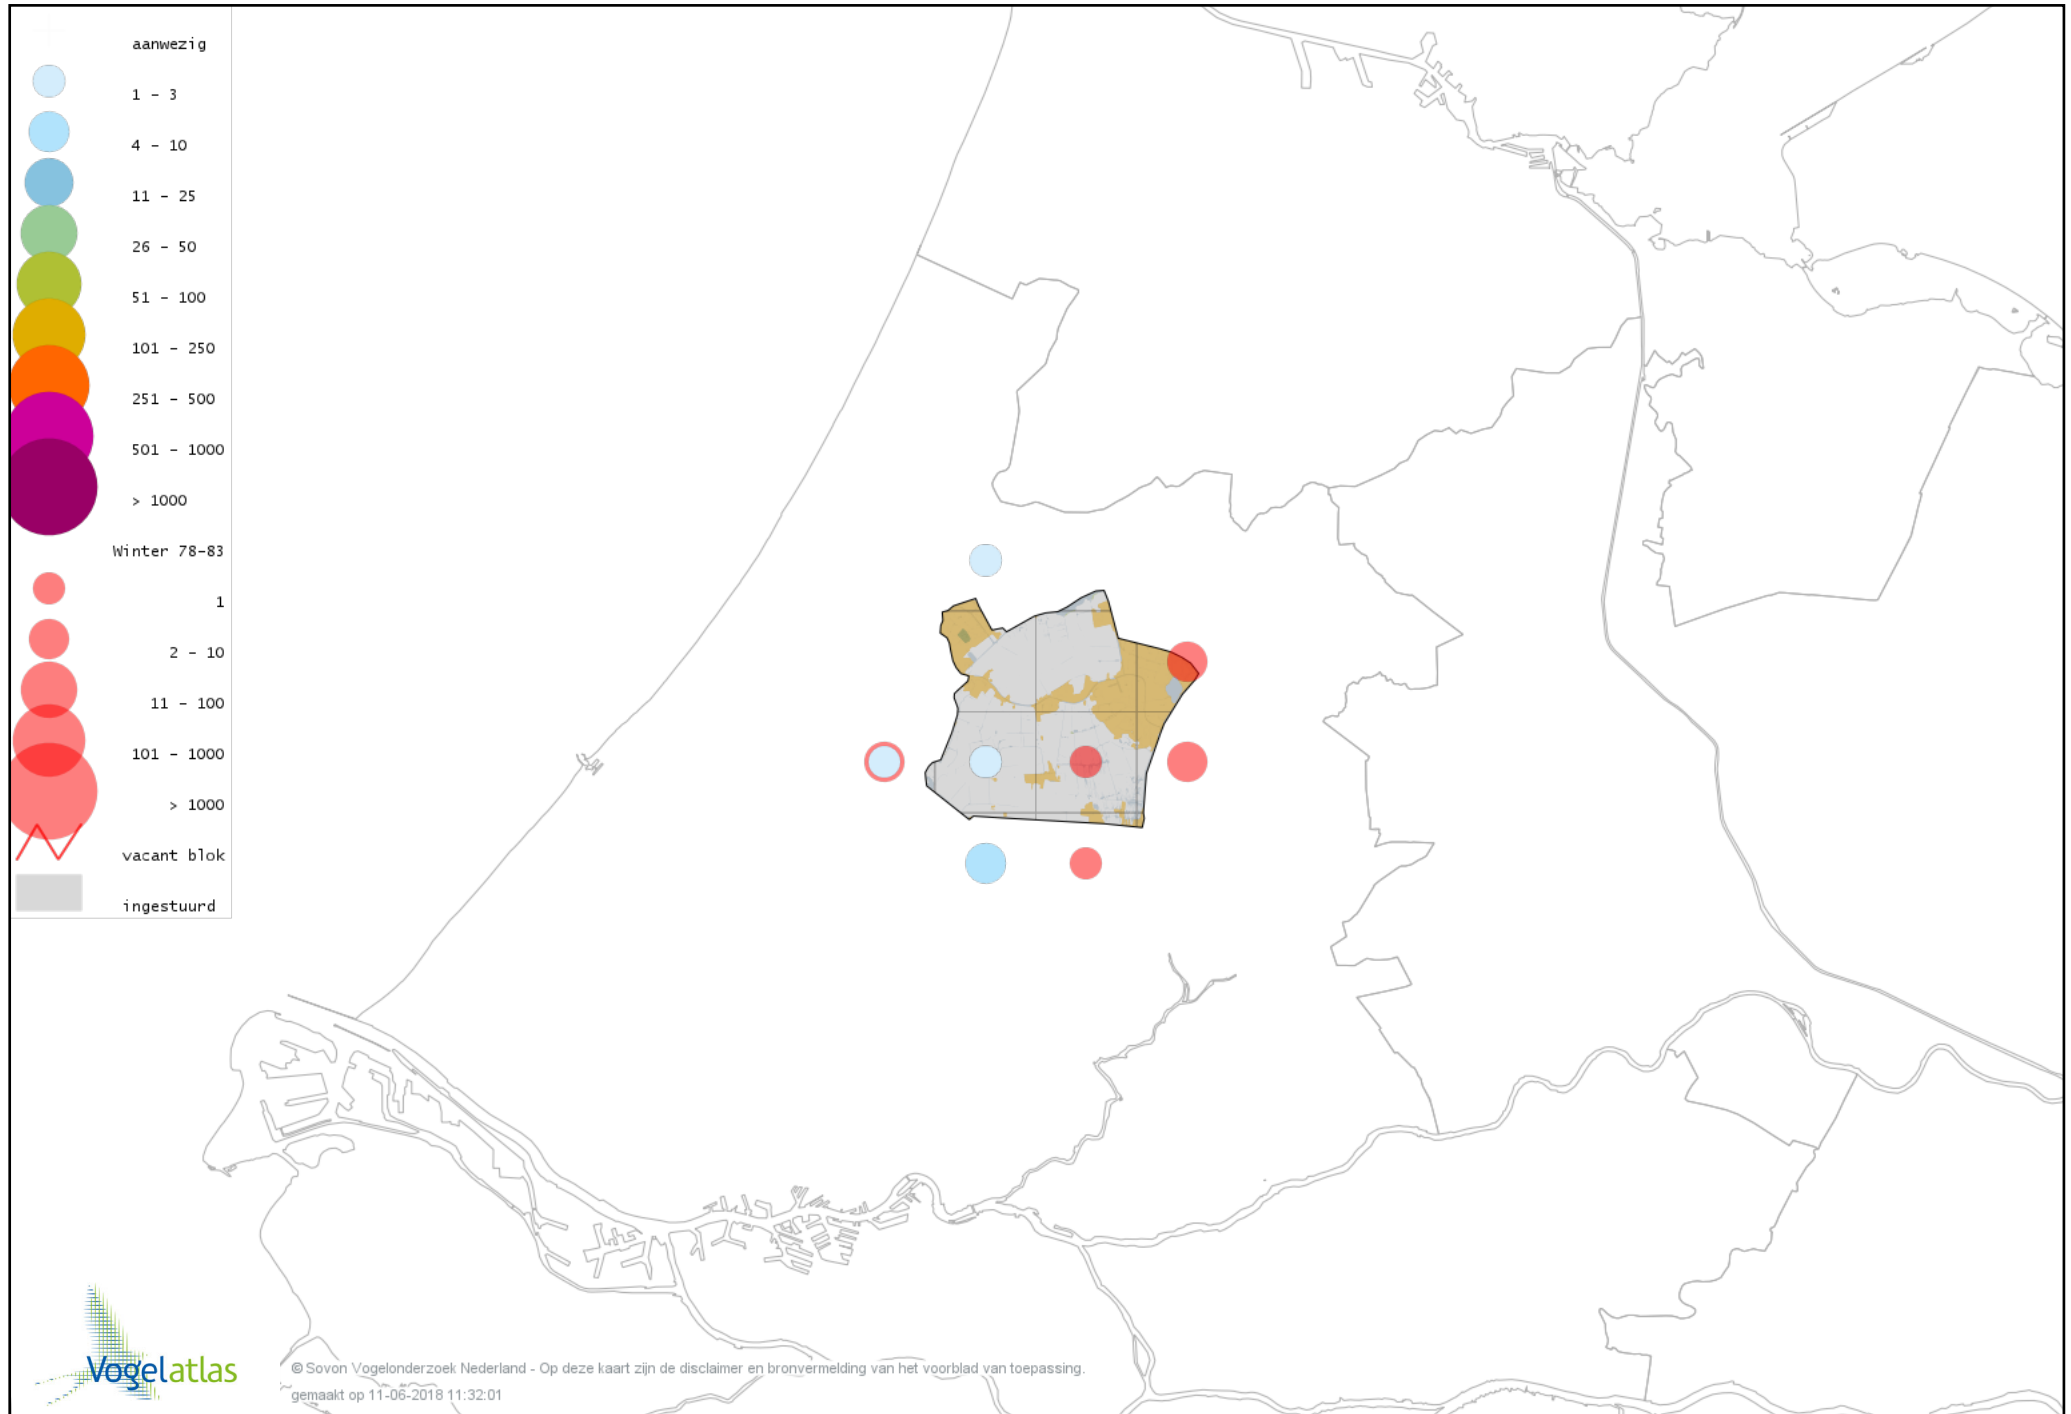 aanwezig
1 - 3
4 - 10
11 - 25
26 - 50
51 - 100
101 - 250
251 - 500
501 - 1000
> 1000
Winter 78-83
1
2 - 10
11 - 100
101 - 1000
> 1000
vacant blok
ingestuurd
Vogelatlas
© Sovon Vogelonderzoek Nederland - Op deze kaart zijn de disclaimer en bronvermelding van het voorblad van toepassing.
gemaakt op 11-06-2018 11:32:01